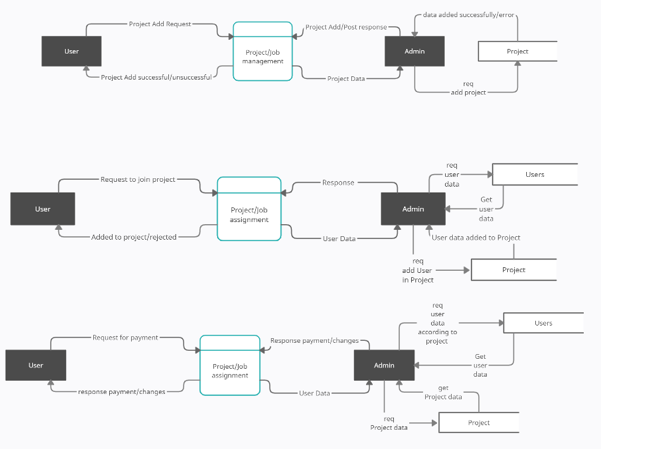 data added successfully/error
Project Add Request
Project Add/Post response
User
Project/Job
management
Admin
Project
Project Add successful/unsuccessful
Project Data
req
add project
req
user
data
Users
Request to join project
Response
Get
user
data
User
Project/Job
assignment
Admin
Added to project/rejected
User Data
User data added to Project
req
add User
in Project
Project
req
user
data
according to
project
Users
Request for payment
Response payment/changes
Get
user
data
User
Project/Job
assignment
Admin
response payment/changes
User Data
get
Project data
req
Project data
Project